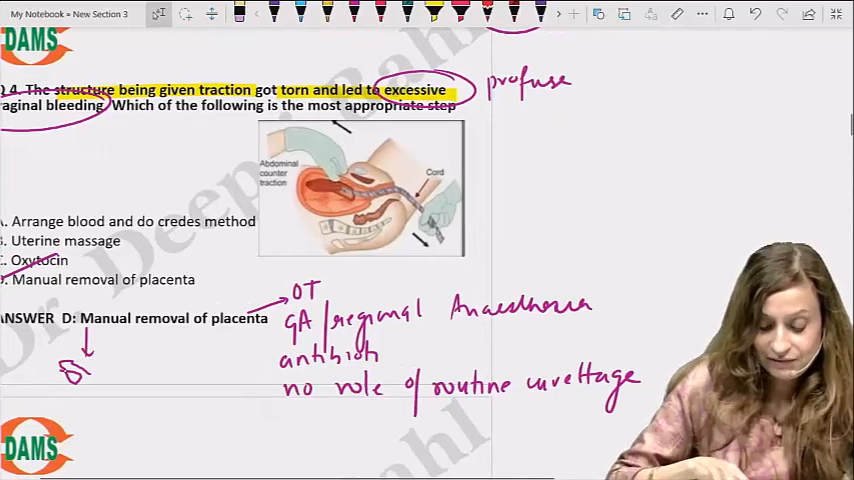 ● ● ● + New Section 3
DAMS
Q 4. The structure being given traction got torn and led to excessive
vaginal bleeding. Which of the following is the most appropriate step
profuse
Abdominal
counter
traction
Cord
A. Arrange blood and do credes method
B. Uterine massage
C. Oxytocin
D. Manual removal of placenta
ANSWER D: Manual removal of placenta
OT
GA/regional Anaesthesia
antibioti
no role of routine curettage
DAMS
Dr. Deepti Bahl